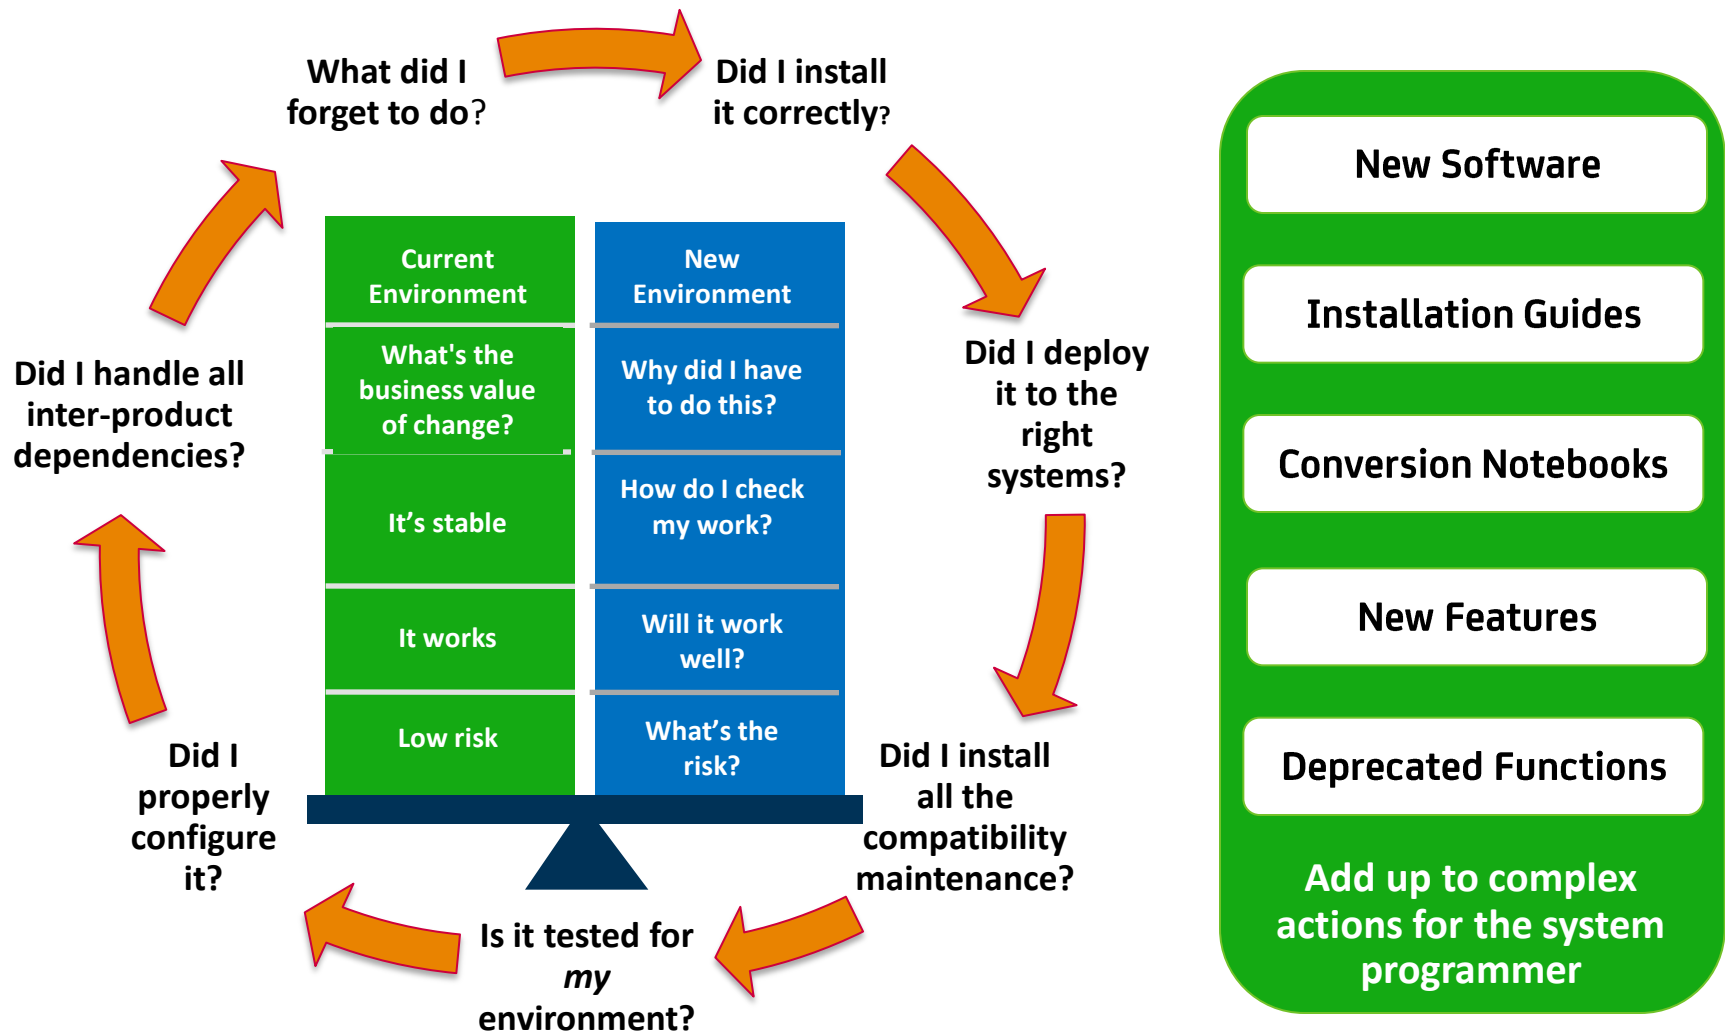 What did I
forget to do?
Did I install
it correctly?
Did I deploy
it to the
right
systems?
Did I install
all the
compatibility
maintenance?
Is it tested for
my
environment?
Did I
properly
configure
it?
Did I handle all
inter-product
dependencies?
Current
Environment
What's the
business value
of change?
It’s stable
It works
Low risk
New
Environment
Why did I have
to do this?
How do I check
my work?
Will it work
well?
What’s the
risk?
New Software
Installation Guides
Conversion Notebooks
New Features
Deprecated Functions
Add up to complex
actions for the system
programmer